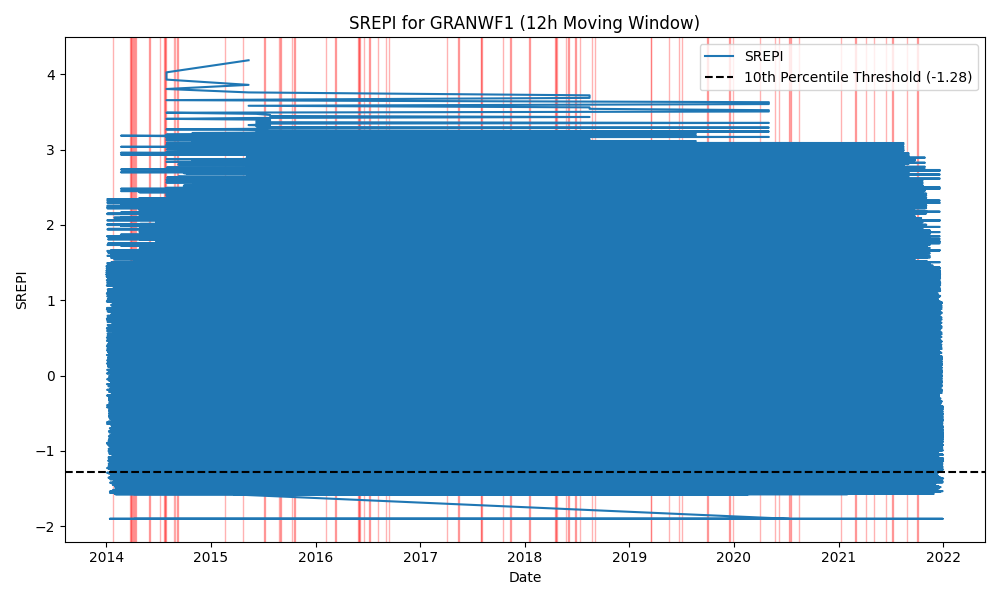 SREPI for GRANWF1 (12h Moving Window)
SREPI
10th Percentile Threshold (-1.28)
4
3
2
1
0
−1
−2
SREPI
2014 2015 2016 2017 2018 2019 2020 2021 2022
Date